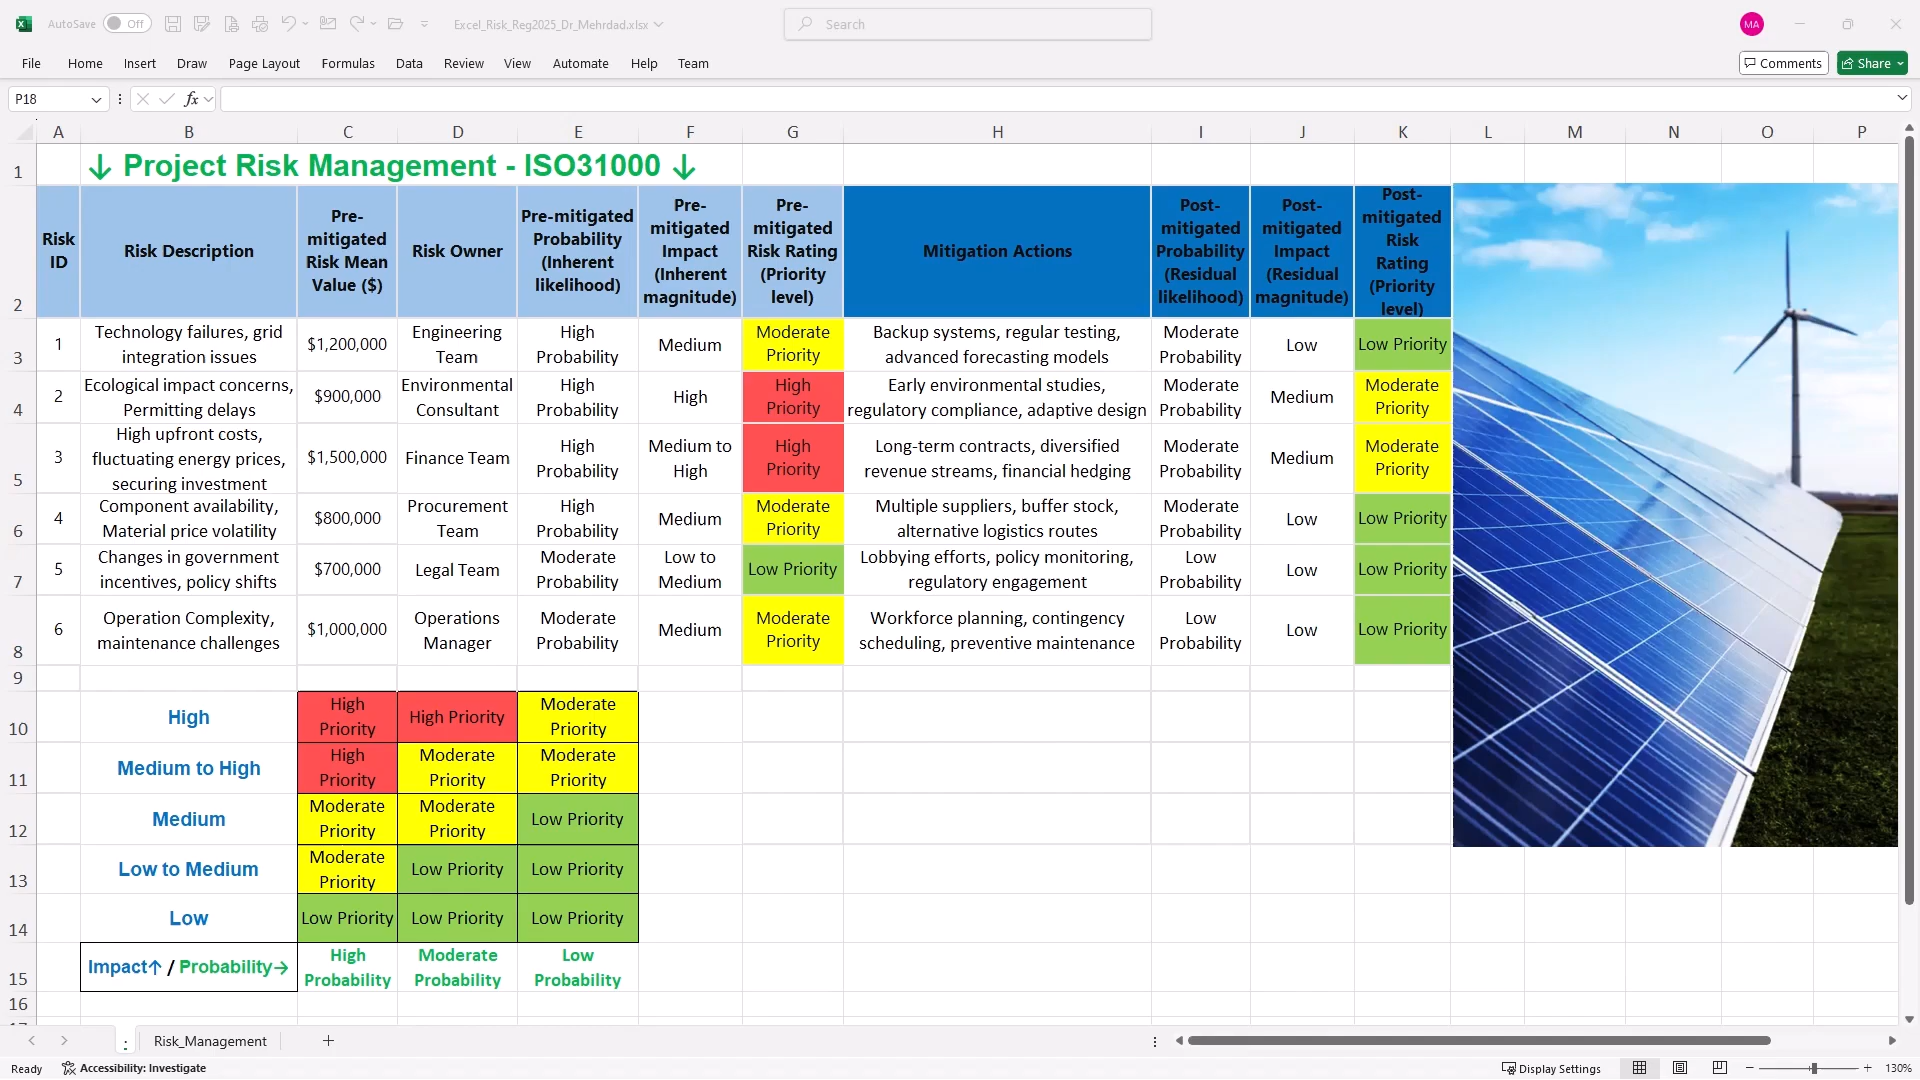 AutoSave Off Excel_Risk_Reg2025_Dr_Mehrdad.xlsx Search MA
File Home Insert Draw Page Layout Formulas Data Review View Automate Help Team Comments Share
P18 fx
A B C D E F G H I J K L M N O P
1 ↓ Project Risk Management - ISO31000 ↓
2
Risk
ID
Risk Description
Pre-
mitigated
Risk Mean
Value ($)
Risk Owner
Pre-mitigated
Probability
(Inherent
likelihood)
Pre-
mitigated
Impact
(Inherent
magnitude)
Pre-
mitigated
Risk Rating
(Priority
level)
Mitigation Actions
Post-
mitigated
Probability
(Residual
likelihood)
Post-
mitigated
Impact
(Residual
magnitude)
Post-
mitigated
Risk
Rating
(Priority
level)
3
1
Technology failures, grid
integration issues
$1,200,000
Engineering
Team
High
Probability
Medium
Moderate
Priority
Backup systems, regular testing,
advanced forecasting models
Moderate
Probability
Low
Low Priority
4
2
Ecological impact concerns,
Permitting delays
$900,000
Environmental
Consultant
High
Probability
High
High
Priority
Early environmental studies,
regulatory compliance, adaptive design
Moderate
Probability
Medium
Moderate
Priority
5
3
High upfront costs,
fluctuating energy prices,
securing investment
$1,500,000
Finance Team
High
Probability
Medium to
High
High
Priority
Long-term contracts, diversified
revenue streams, financial hedging
Moderate
Probability
Medium
Moderate
Priority
6
4
Component availability,
Material price volatility
$800,000
Procurement
Team
High
Probability
Medium
Moderate
Priority
Multiple suppliers, buffer stock,
alternative logistics routes
Moderate
Probability
Low
Low Priority
7
5
Changes in government
incentives, policy shifts
$700,000
Legal Team
Moderate
Probability
Low to
Medium
Low Priority
Lobbying efforts, policy monitoring,
regulatory engagement
Low
Probability
Low
Low Priority
8
6
Operation Complexity,
maintenance challenges
$1,000,000
Operations
Manager
Moderate
Probability
Medium
Moderate
Priority
Workforce planning, contingency
scheduling, preventive maintenance
Low
Probability
Low
Low Priority
9
10
High
High
Priority
High Priority
Moderate
Priority
11
Medium to High
High
Priority
Moderate
Priority
Moderate
Priority
12
Medium
Moderate
Priority
Moderate
Priority
Low Priority
13
Low to Medium
Moderate
Priority
Low Priority
Low Priority
14
Low
Low Priority
Low Priority
Low Priority
15
Impact↑ / Probability→
High
Probability
Moderate
Probability
Low
Probability
16
: Risk_Management +
Ready Accessibility: Investigate Display Settings 130%